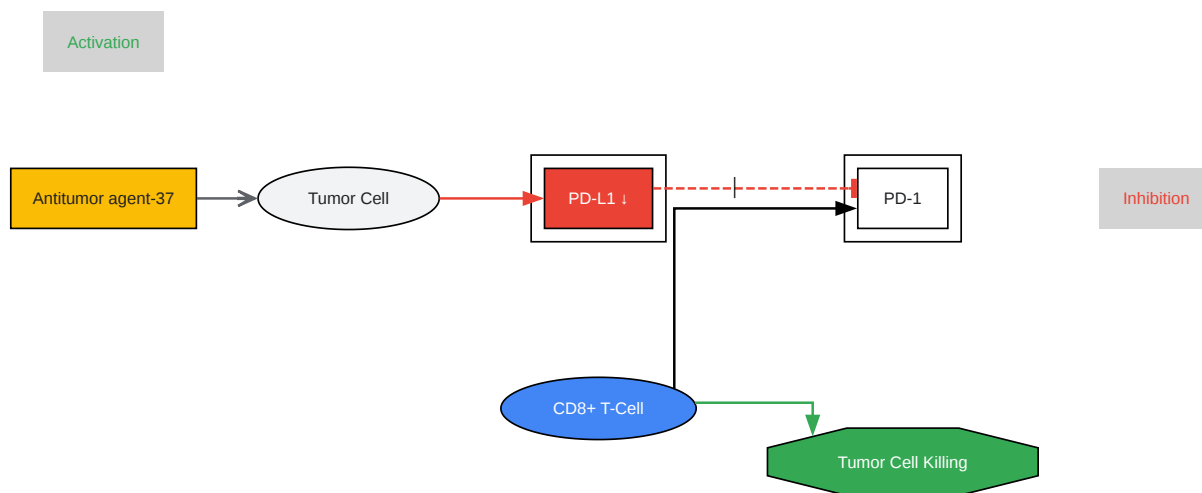 Activation
Antitumor agent-37
Tumor Cell
PD-L1 ↓
PD-1
Inhibition
CD8+ T-Cell
Tumor Cell Killing